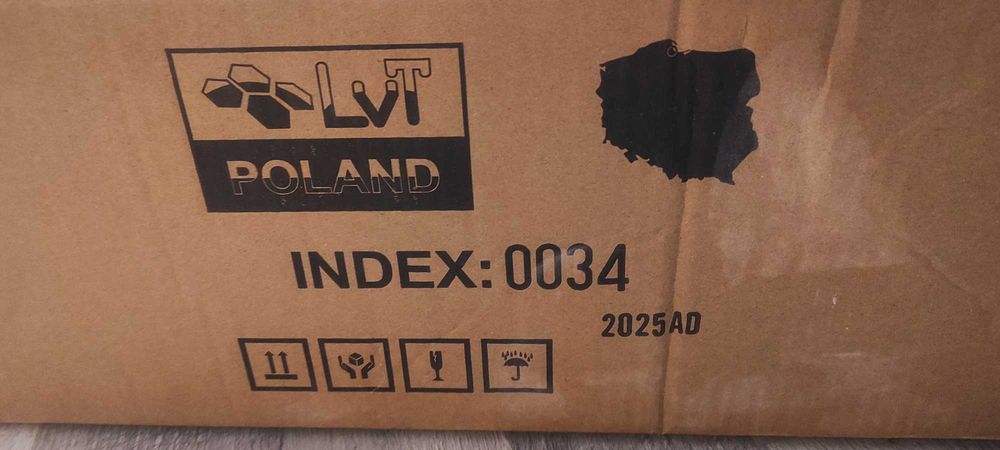 LvT
POLAND
INDEX: 0034
2025AD